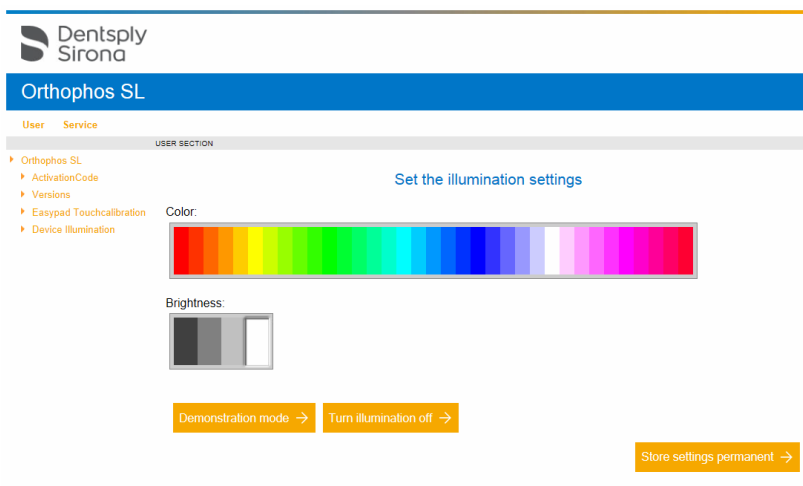 Dentsply
Sirona
Orthophos SL
User Service
USER SECTION
Orthophos SL
ActivationCode
Versions
Easypad Touchcalibration
Device Illumination
Set the illumination settings
Color:
Brightness:
Demonstration mode
Turn illumination off
Store settings permanent